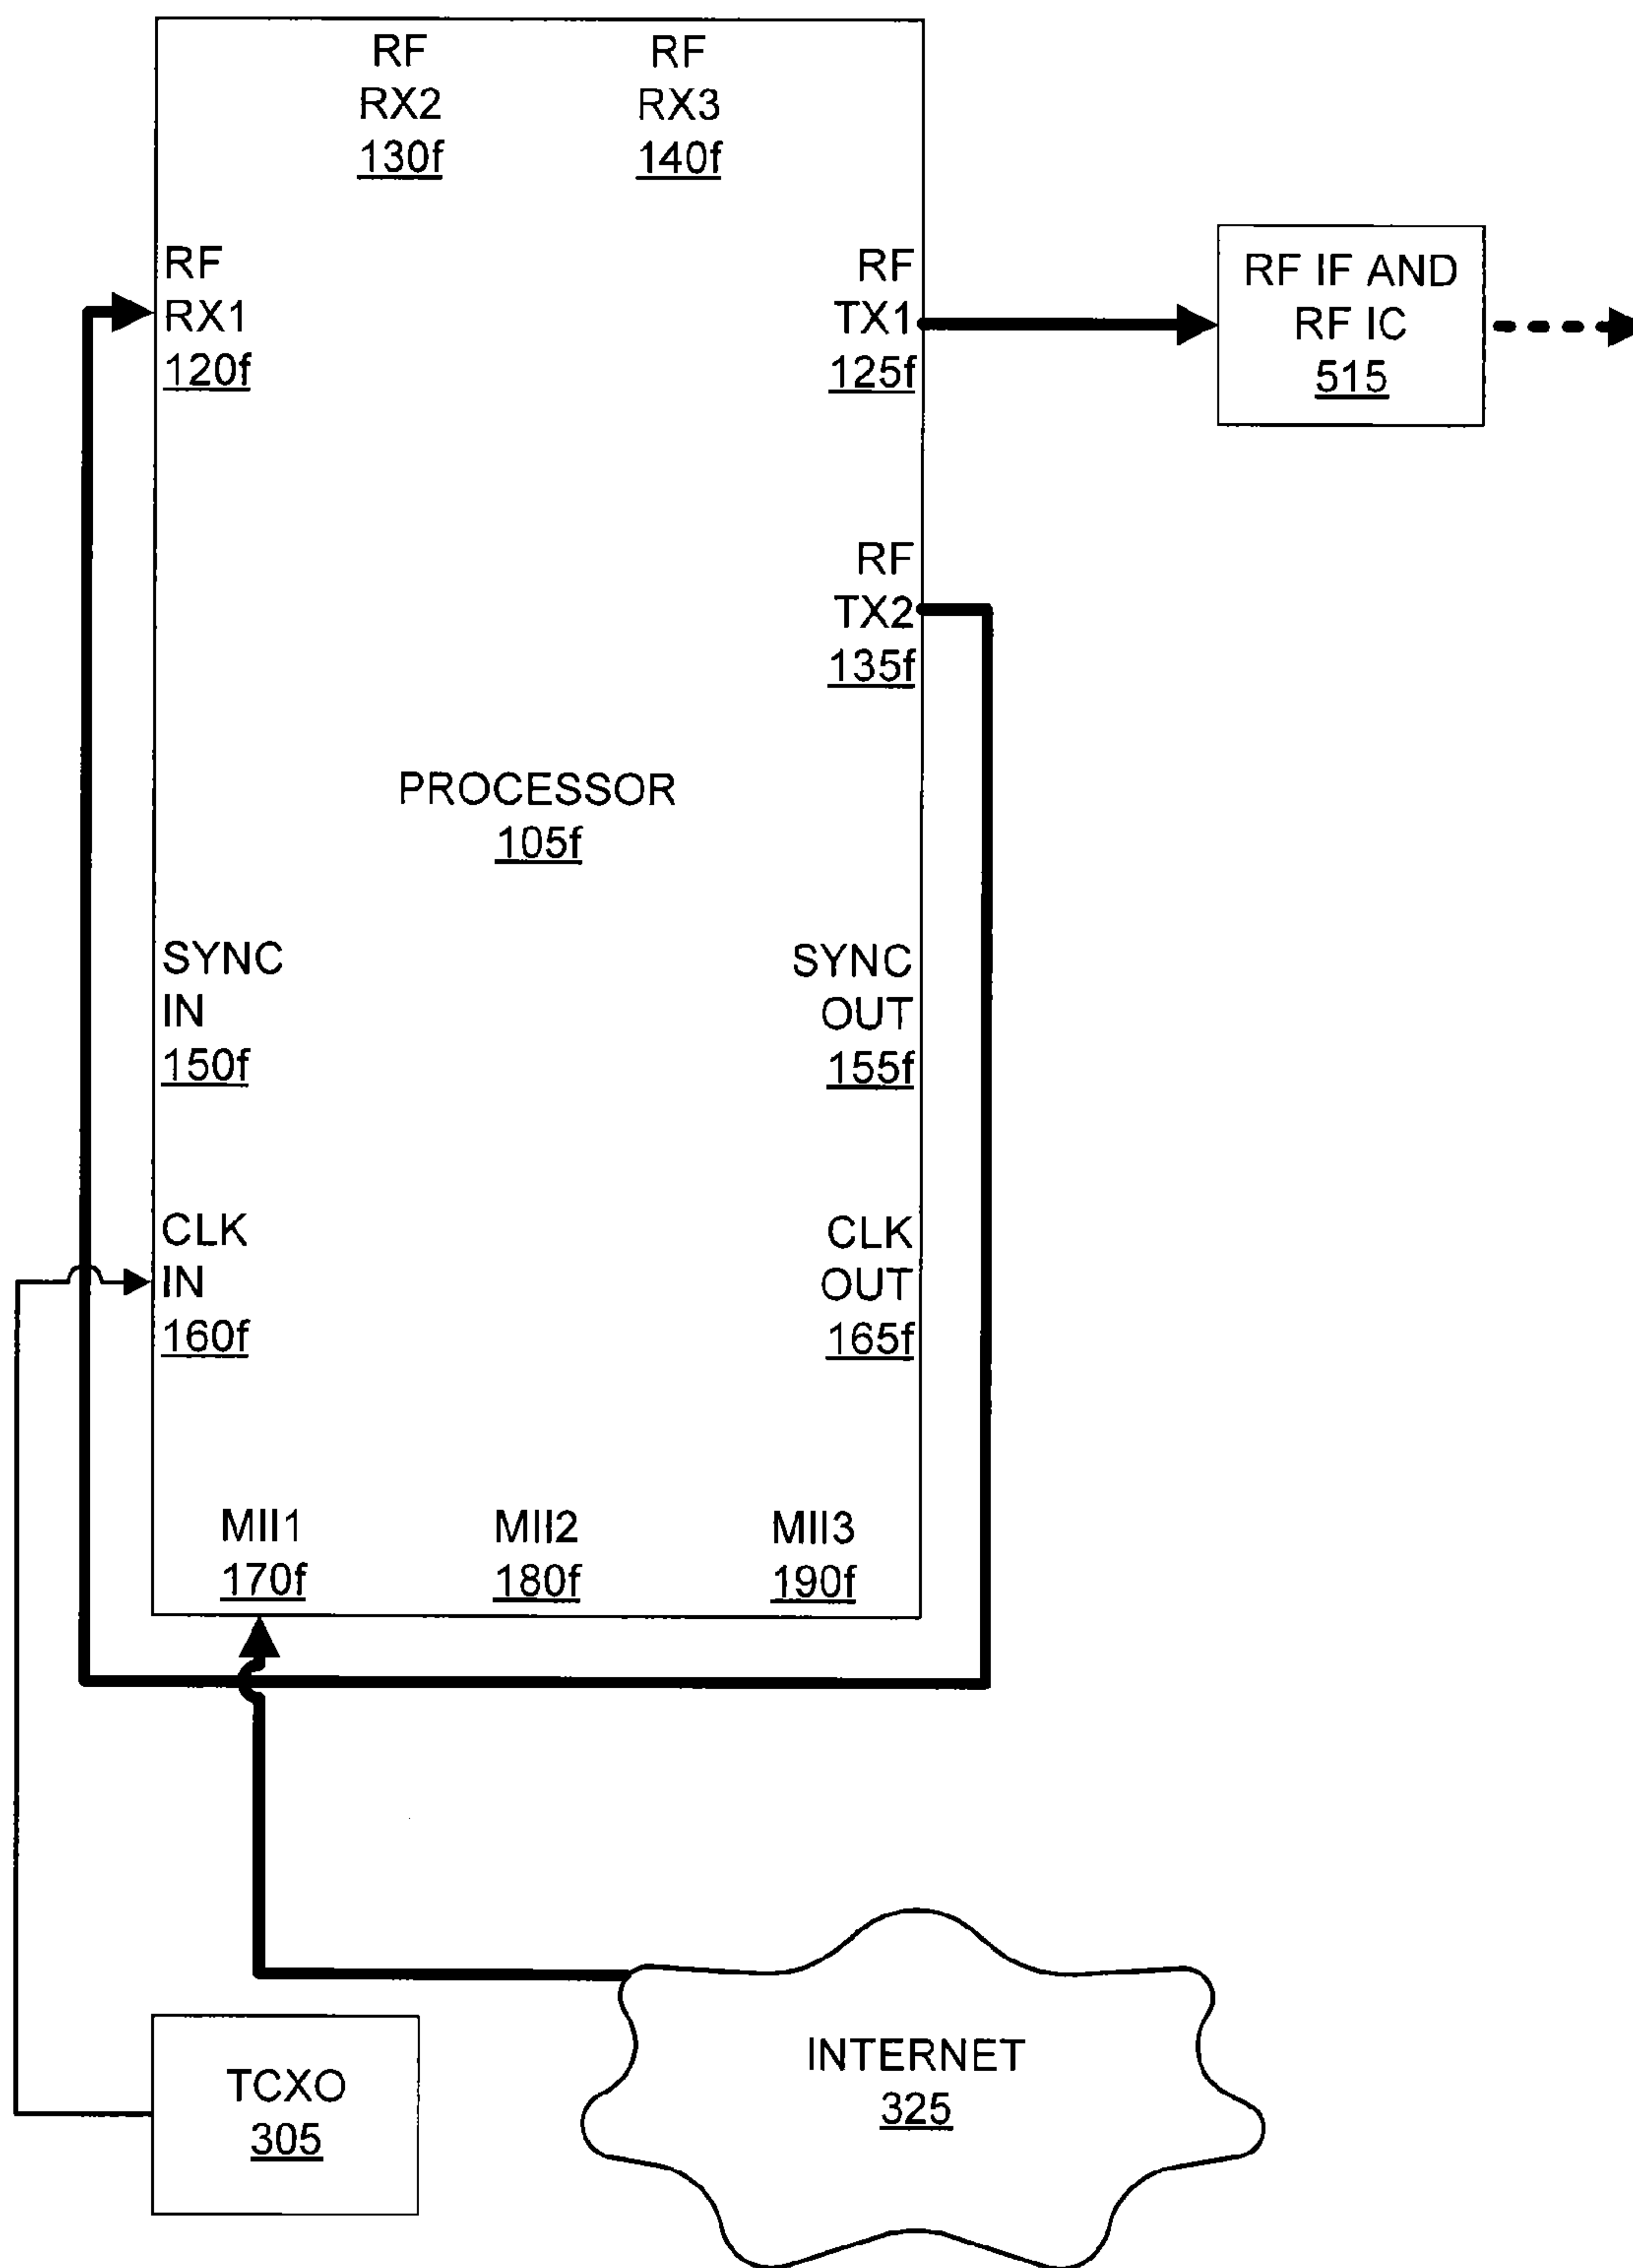 RF
RX2
130f
RF
RX3
140f
RF
RX1
120f
RF
TX1
125f
RF IF AND
RF IC
515
RF
TX2
135f
PROCESSOR
105f
SYNC
IN
150f
SYNC
OUT
155f
CLK
IN
160f
CLK
OUT
165f
MII1
170f
MII2
180f
MII3
190f
INTERNET
325
TCXO
305